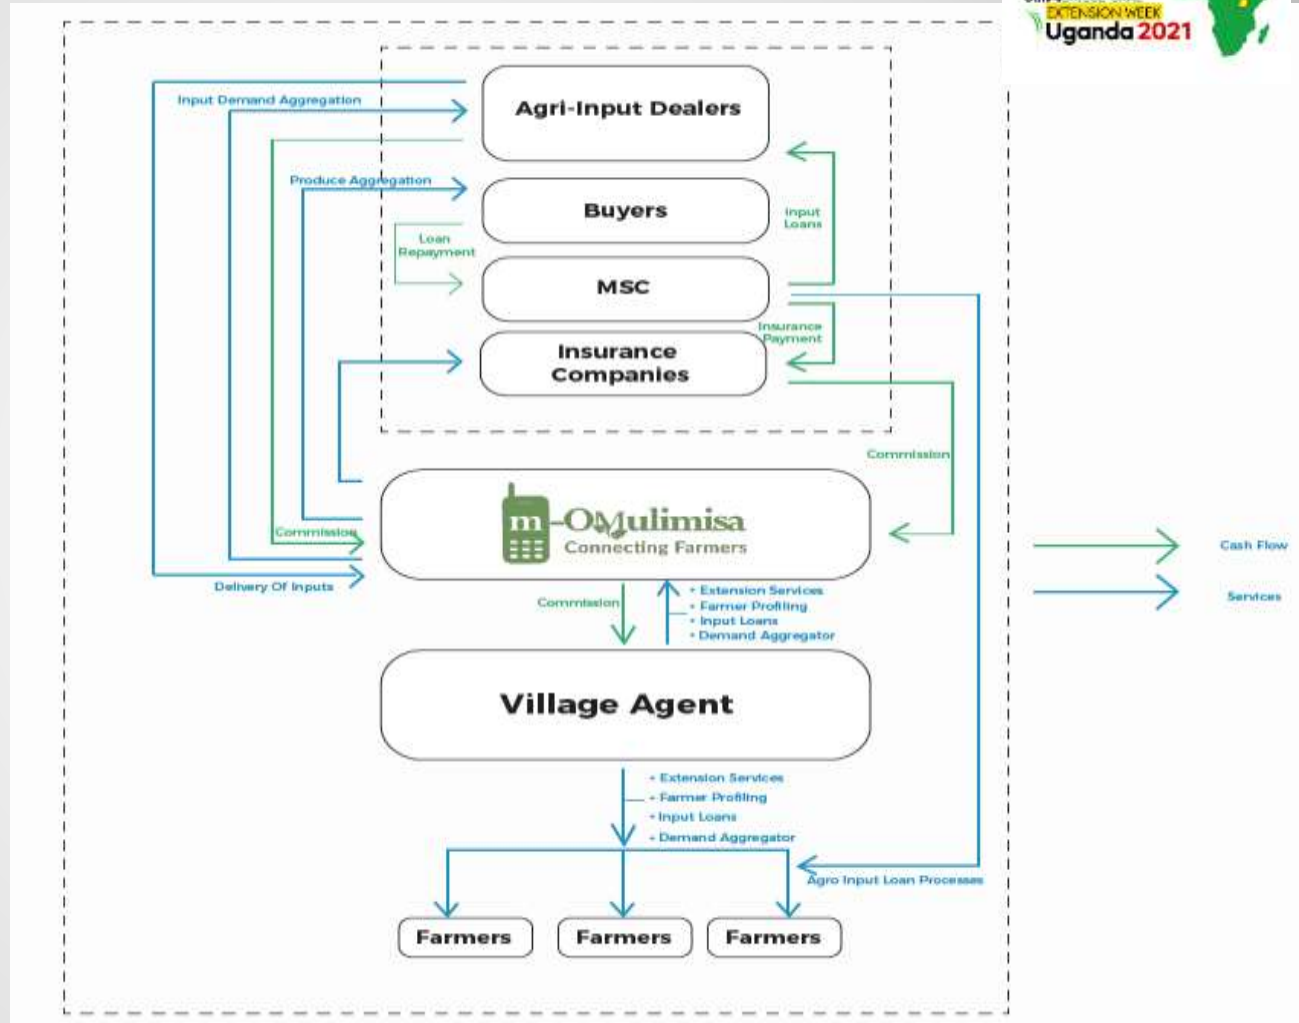 EXTENSION WEEK
Uganda 2021
Input Demand Aggregation
Agri-Input Dealers
Produce Aggregation
Buyers
Input
Loans
Loan
Repayment
MSC
Insurance
Payment
Insurance
Companies
Commission
m-OMulimisa
Connecting Farmers
Commission
Delivery Of Inputs
Cash Flow
Services
Commission
+ Extension Services
+ Farmer Profiling
+ Input Loans
+ Demand Aggregator
Village Agent
+ Extension Services
+ Farmer Profiling
+ Input Loans
+ Demand Aggregator
Agro Input Loan Processes
Farmers
Farmers
Farmers